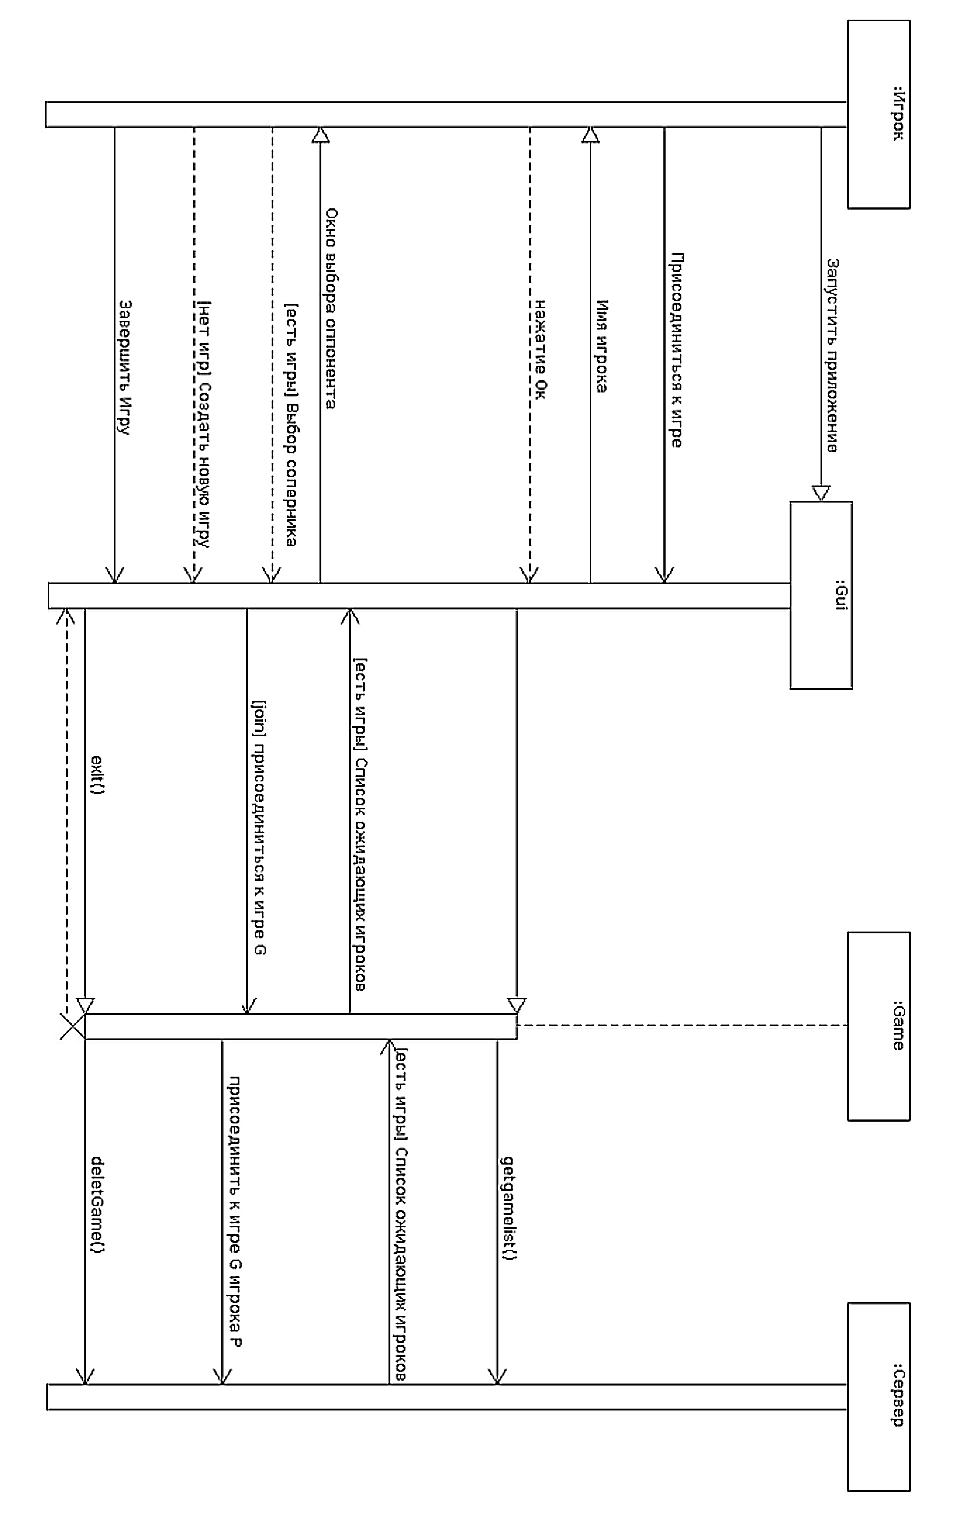 :Игрок
:Gui
:Game
:Сервер
Запустить приложение
Присоединиться к игре
Имя игрока
нажатие Ок
getgamelist()
[есть игры] Список ожидающих игроков
[есть игры] Список ожидающих игроков
Окно выбора оппонента
[есть игры] Выбор соперника
[join] присоединиться к игре G
присоединить к игре G игрока P
[нет игр] Создать новую игру
Завершить Игру
exit()
deletGame()